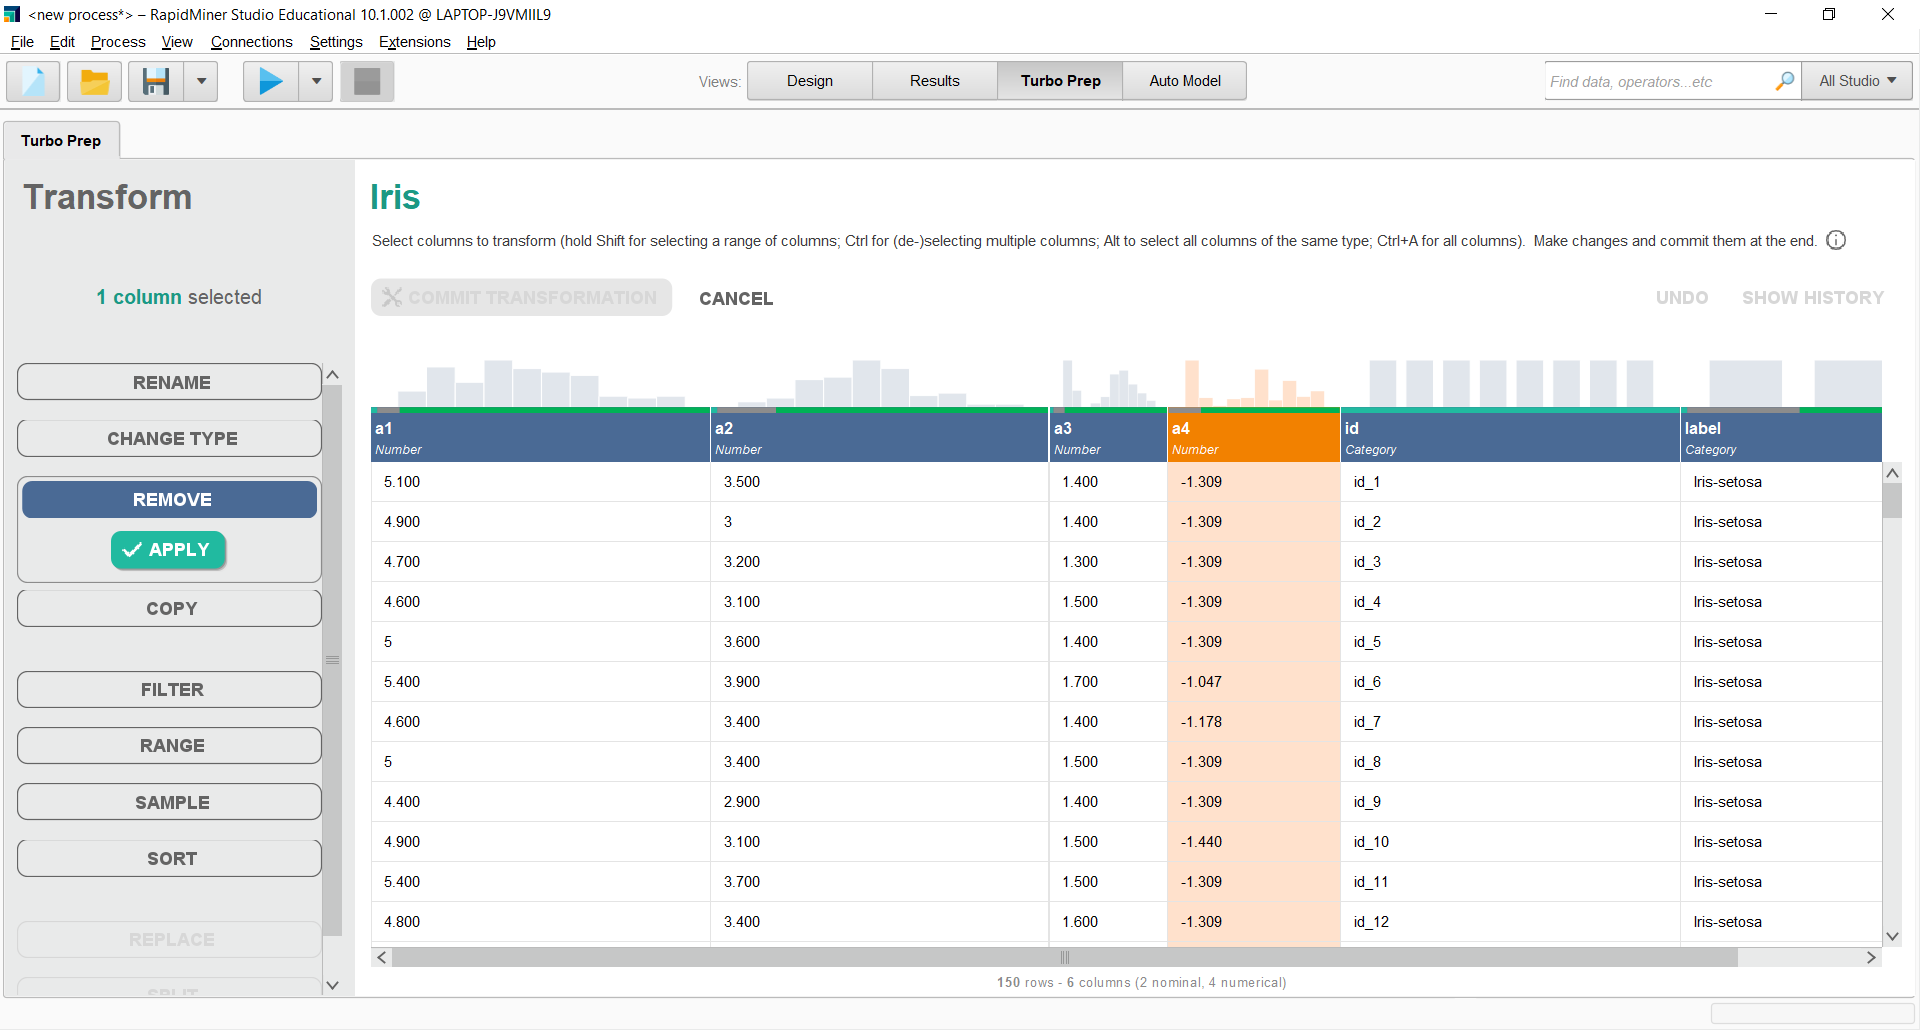 <new process*> – RapidMiner Studio Educational 10.1.002 @ LAPTOP-J9VMIIL9
File Edit Process View Connections Settings Extensions Help
Views: Design Results Turbo Prep Auto Model
Find data, operators...etc All Studio
Turbo Prep
Transform
Iris
Select columns to transform (hold Shift for selecting a range of columns; Ctrl for (de-)selecting multiple columns; Alt to select all columns of the same type; Ctrl+A for all columns). Make changes and commit them at the end.
1 column selected
COMMIT TRANSFORMATION CANCEL UNDO SHOW HISTORY
RENAME
CHANGE TYPE
REMOVE
APPLY
COPY
FILTER
RANGE
SAMPLE
SORT
REPLACE
SPLIT
a1 a2 a3 a4 id label
Number Number Number Number Category Category
5.100 3.500 1.400 -1.309 id_1 Iris-setosa
4.900 3 1.400 -1.309 id_2 Iris-setosa
4.700 3.200 1.300 -1.309 id_3 Iris-setosa
4.600 3.100 1.500 -1.309 id_4 Iris-setosa
5 3.600 1.400 -1.309 id_5 Iris-setosa
5.400 3.900 1.700 -1.047 id_6 Iris-setosa
4.600 3.400 1.400 -1.178 id_7 Iris-setosa
5 3.400 1.500 -1.309 id_8 Iris-setosa
4.400 2.900 1.400 -1.309 id_9 Iris-setosa
4.900 3.100 1.500 -1.440 id_10 Iris-setosa
5.400 3.700 1.500 -1.309 id_11 Iris-setosa
4.800 3.400 1.600 -1.309 id_12 Iris-setosa
150 rows - 6 columns (2 nominal, 4 numerical)